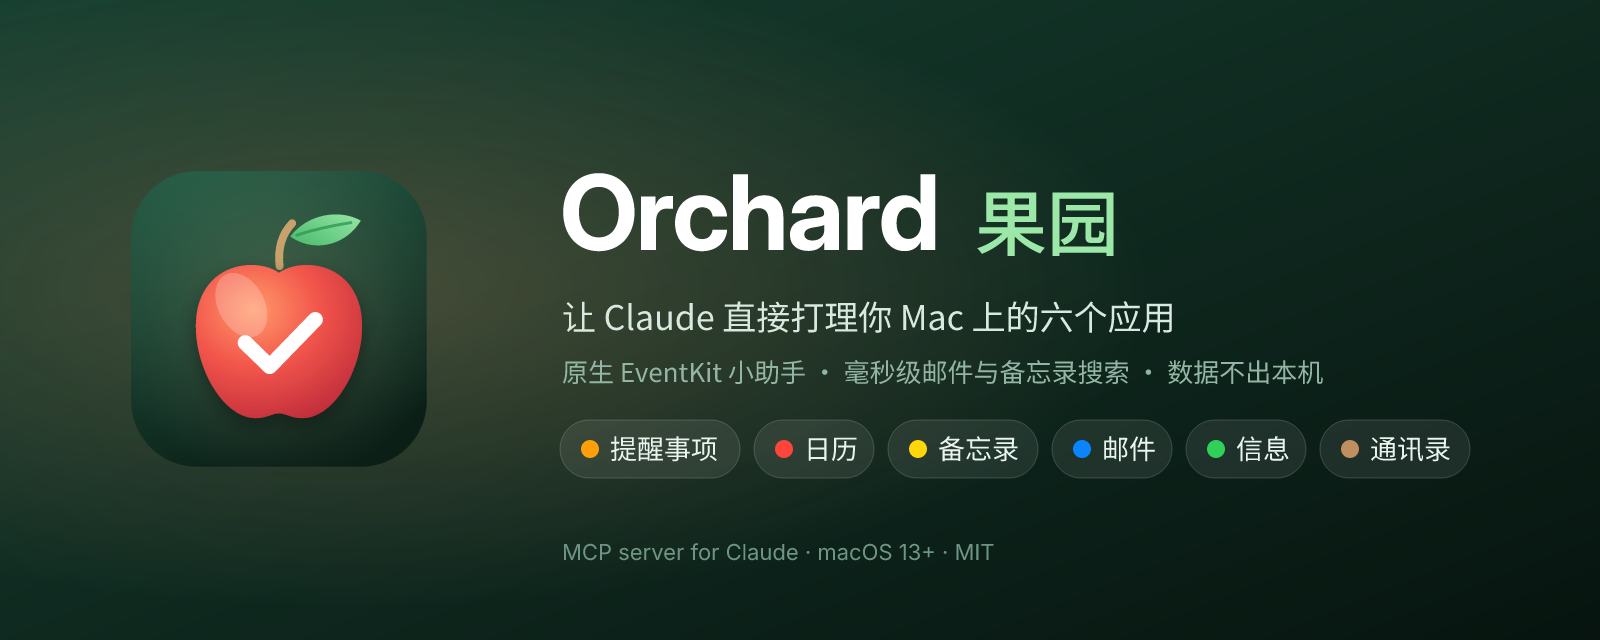 Orchard 果园
让 Claude 直接打理你 Mac 上的六个应用
原生 EventKit 小助手 · 毫秒级邮件与备忘录搜索 · 数据不出本机
提醒事项 日历 备忘录 邮件 信息 通讯录
MCP server for Claude · macOS 13+ · MIT